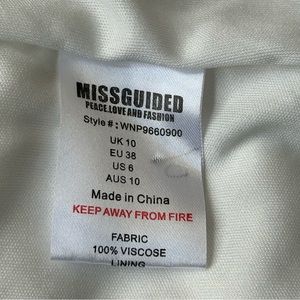 MISSGUIDED
PEACE.LOVE AND FASHION
Style # : WNP9660900
UK 10
EU 38
US 6
AUS 10
Made in China
KEEP AWAY FROM FIRE
FABRIC
100% VISCOSE
LINING